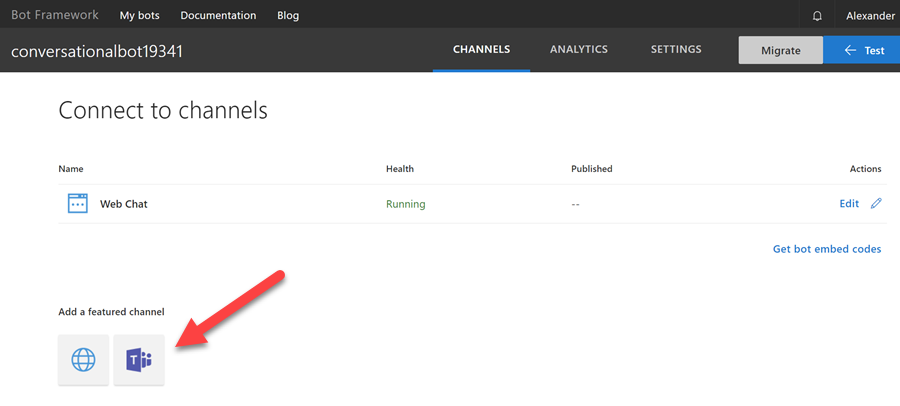 Bot Framework My bots Documentation Blog Alexander
conversationalbot19341 CHANNELS ANALYTICS SETTINGS Migrate Test
Connect to channels
Name Health Published Actions
Web Chat Running -- Edit
Get bot embed codes
Add a featured channel
T